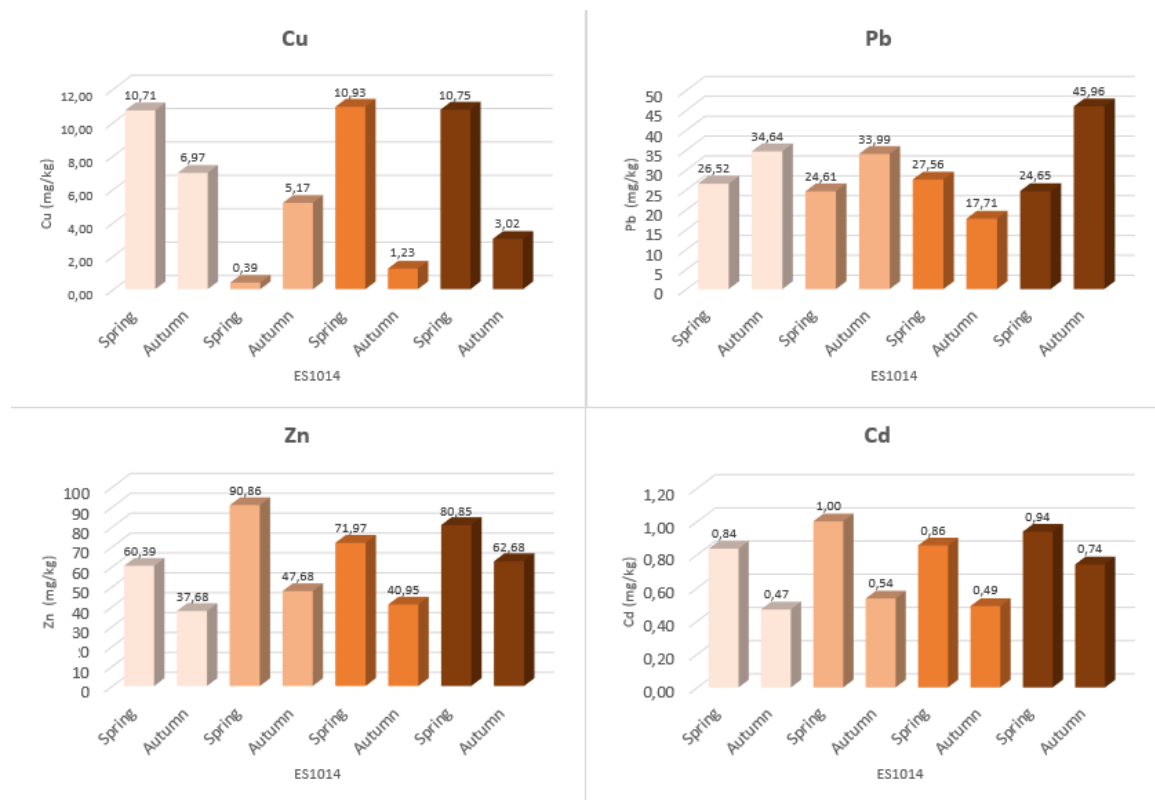 Cu
Cu (mg/kg)
12,00
10,00
8,00
6,00
4,00
2,00
0,00
10,71
6,97
0,39
5,17
10,93
1,23
10,75
3,02
Spring
Autumn
Spring
Autumn
Spring
Autumn
Spring
Autumn
ES1014
Pb
Pb (mg/kg)
50
45
40
35
30
25
20
15
10
5
0
26,52
34,64
24,61
33,99
27,56
17,71
24,65
45,96
Spring
Autumn
Spring
Autumn
Spring
Autumn
Spring
Autumn
ES1014
Zn
Zn (mg/kg)
100
90
80
70
60
50
40
30
10
0
60,39
37,68
90,86
47,68
71,97
40,95
80,85
62,68
Spring
Autumn
Spring
Autumn
Spring
Autumn
Spring
Autumn
ES1014
Cd
Cd (mg/kg)
1,20
1,00
0,80
0,60
0,40
0,20
0,00
0,84
0,47
1,00
0,54
0,86
0,49
0,94
0,74
Spring
Autumn
Spring
Autumn
Spring
Autumn
Spring
Autumn
ES1014